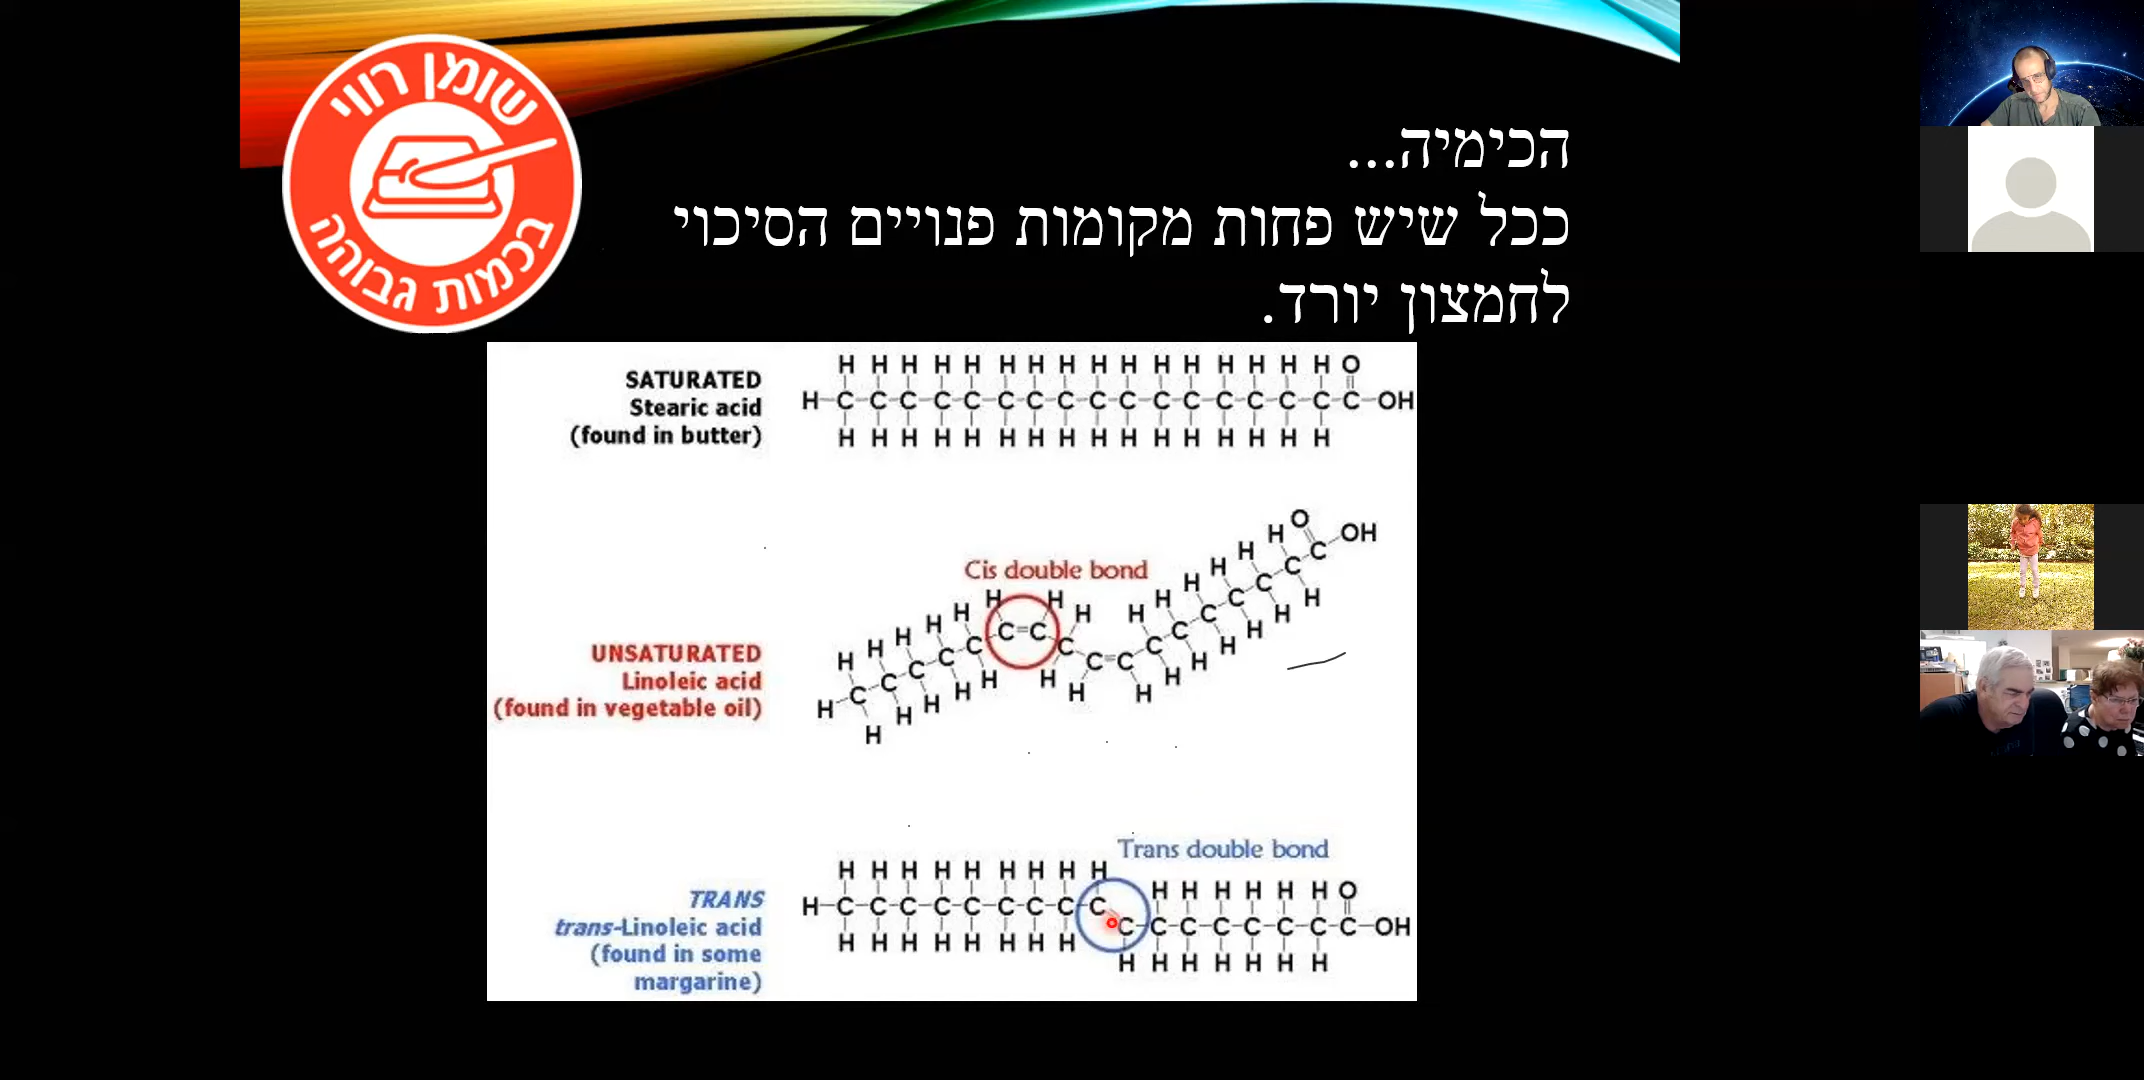 שומן רווי
בכמות גבוהה
הכימיה...
ככל שיש פחות מקומות פנויים הסיכוי
לחמצון יורד.
SATURATED
Stearic acid
(found in butter)
H H H H H H H H H H H H H H H H O
H-C-C-C-C-C-C-C-C-C-C-C-C-C-C-C-C-C-OH
H H H H H H H H H H H H H H H H
Cis double bond
UNSATURATED
Linoleic acid
(found in vegetable oil)
H H H H H H H H H H H H H H O
H-C-C-C-C-C-C=C-C-C=C-C-C-C-C-C-C-C-OH
H H H H H H H H H H H H H
Trans double bond
TRANS
trans-Linoleic acid
(found in some
margarine)
H H H H H H H H H
H-C-C-C-C-C-C-C-C-C
H H H H H H H H
H H H H H H O
C-C-C-C-C-C-C-C-OH
H H H H H H H